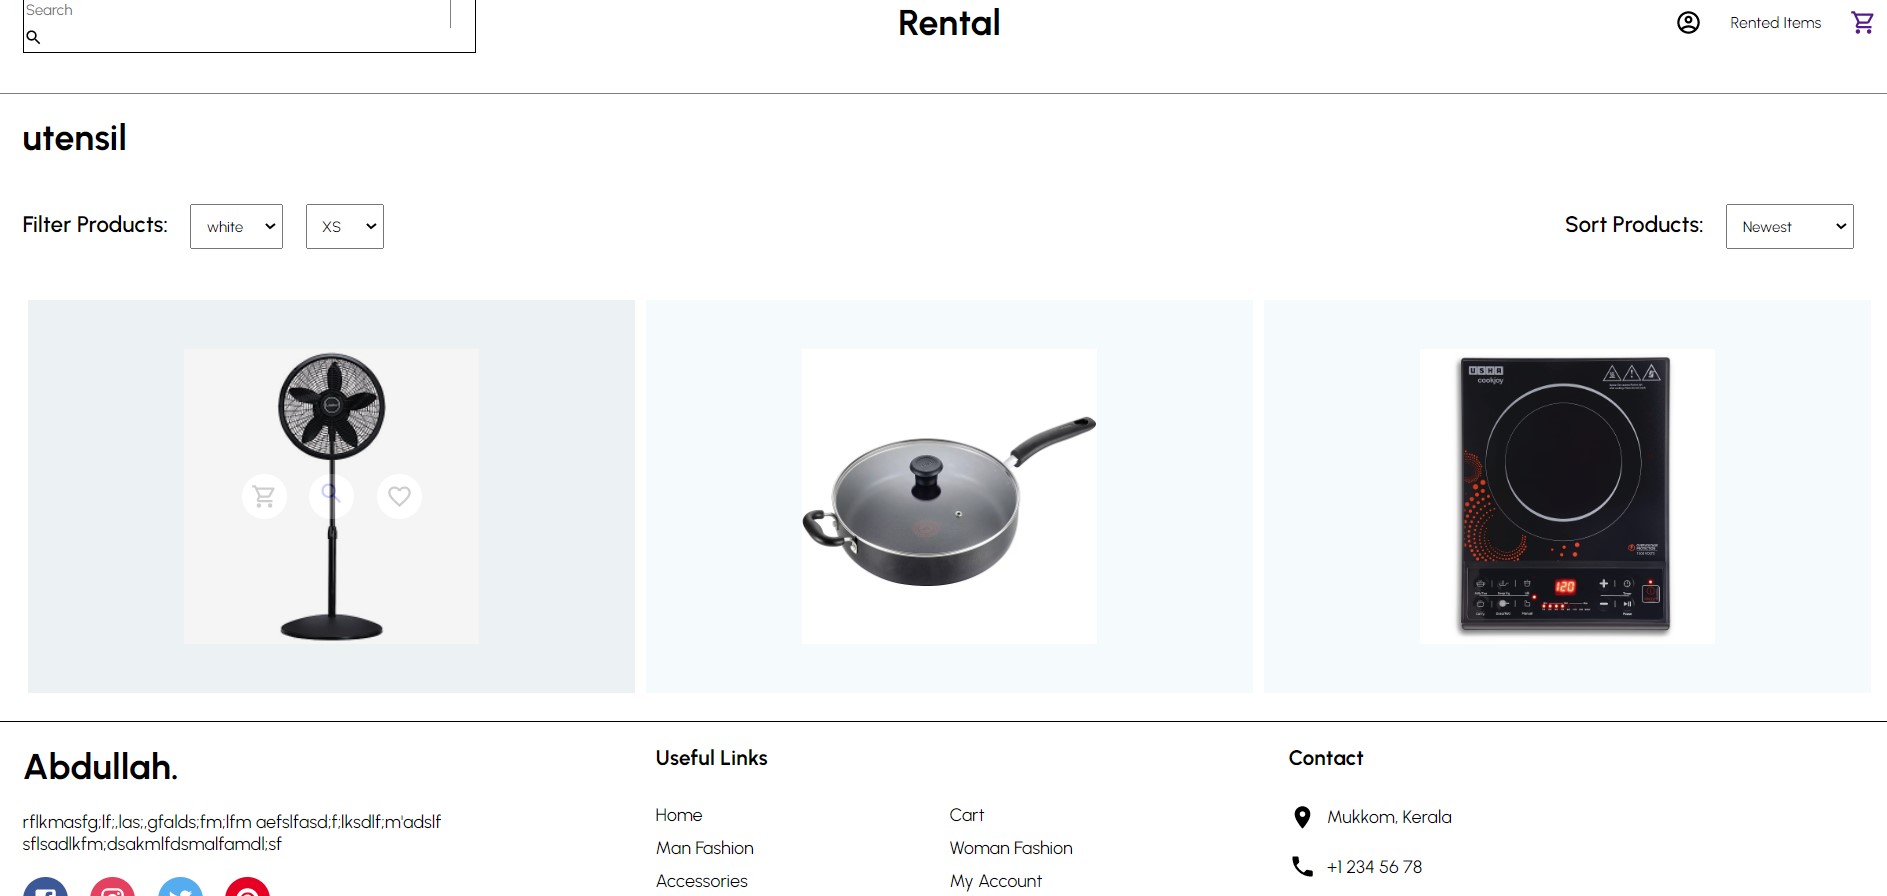 Search
Rental
Rented Items
utensil
Filter Products:
white
XS
Sort Products:
Newest
USHA
cookjoy
120
Abdullah.
rflkmasfg;lf;,las;,gfalds;fm;lfm aefslfasd;f;lksdlf;m'adslf
sflsadlkfm;dsakmlfdsmalfamdl;sf
Useful Links
Home
Cart
Man Fashion
Woman Fashion
Accessories
My Account
Contact
Mukkom, Kerala
+1 234 56 78